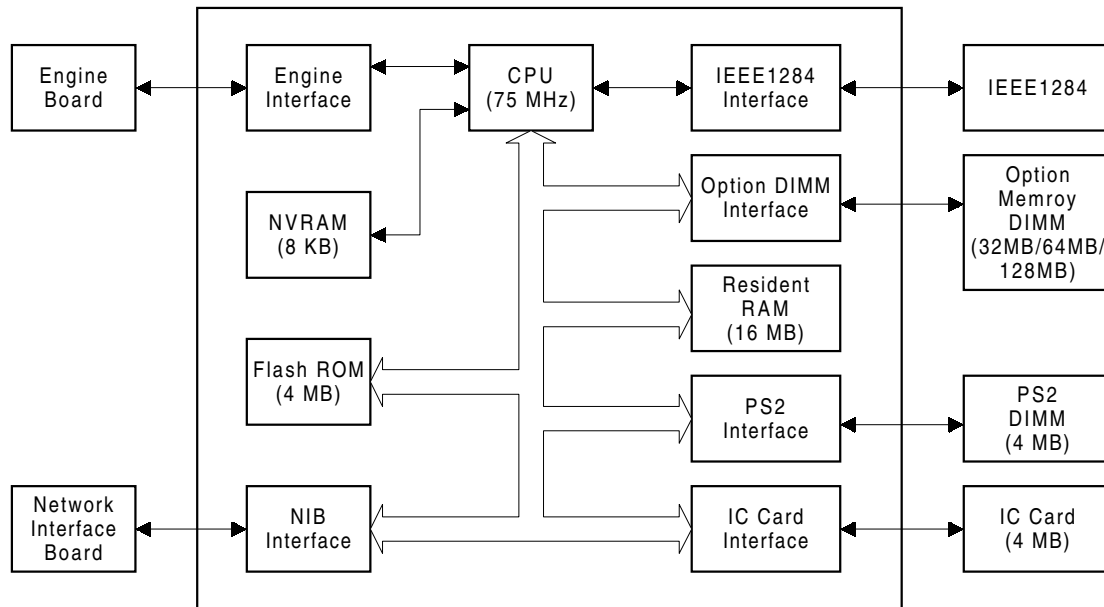 Engine
Board
Engine
Interface
CPU
(75 MHz)
IEEE1284
Interface
IEEE1284
NVRAM
(8 KB)
Option DIMM
Interface
Option
Memroy
DIMM
(32MB/64MB/
128MB)
Resident
RAM
(16 MB)
Flash ROM
(4 MB)
PS2
Interface
PS2
DIMM
(4 MB)
Network
Interface
Board
NIB
Interface
IC Card
Interface
IC Card
(4 MB)